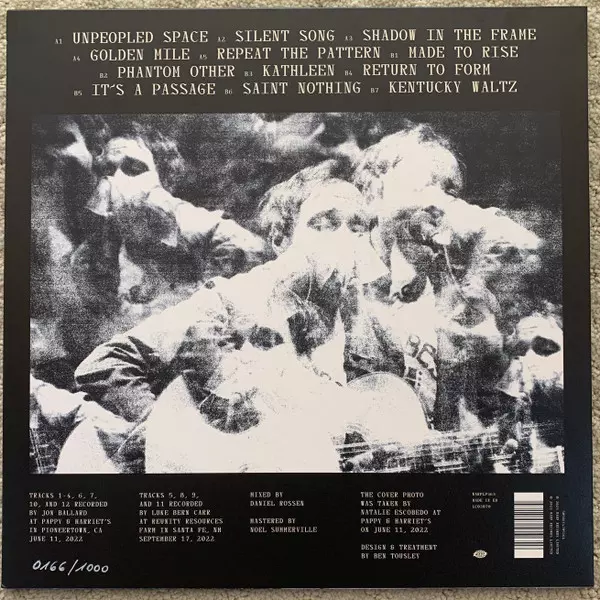 A1 UNPEOPLED SPACE A2 SILENT SONG A3 SHADOW IN THE FRAME
A4 GOLDEN MILE A5 REPEAT THE PATTERN B1 MADE TO RISE
B2 PHANTOM OTHER B3 KATHLEEN B4 RETURN TO FORM
B5 IT'S A PASSAGE B6 SAINT NOTHING B7 KENTUCKY WALTZ
TRACKS 1-4, 6, 7,
10, AND 12 RECORDED
BY JON BALLARD
AT PAPPY & HARRIET'S
IN PIONEERTOWN, CA
JUNE 11, 2022
TRACKS 5, 8, 9,
AND 11 RECORDED
BY LUKE BERN CARR
AT REUNITY RESOURCES
FARM IN SANTA FE, NM
SEPTEMBER 17, 2022
MIXED BY
DANIEL ROSSEN
MASTERED BY
NOEL SUMMERVILLE
THE COVER PHOTO
WAS TAKEN BY
NATALIE ESCOBEDO AT
PAPPY & HARRIET'S
ON JUNE 11, 2022
DESIGN & TREATMENT
BY BEN TOUSLEY
MADE IN EU
0166/1000